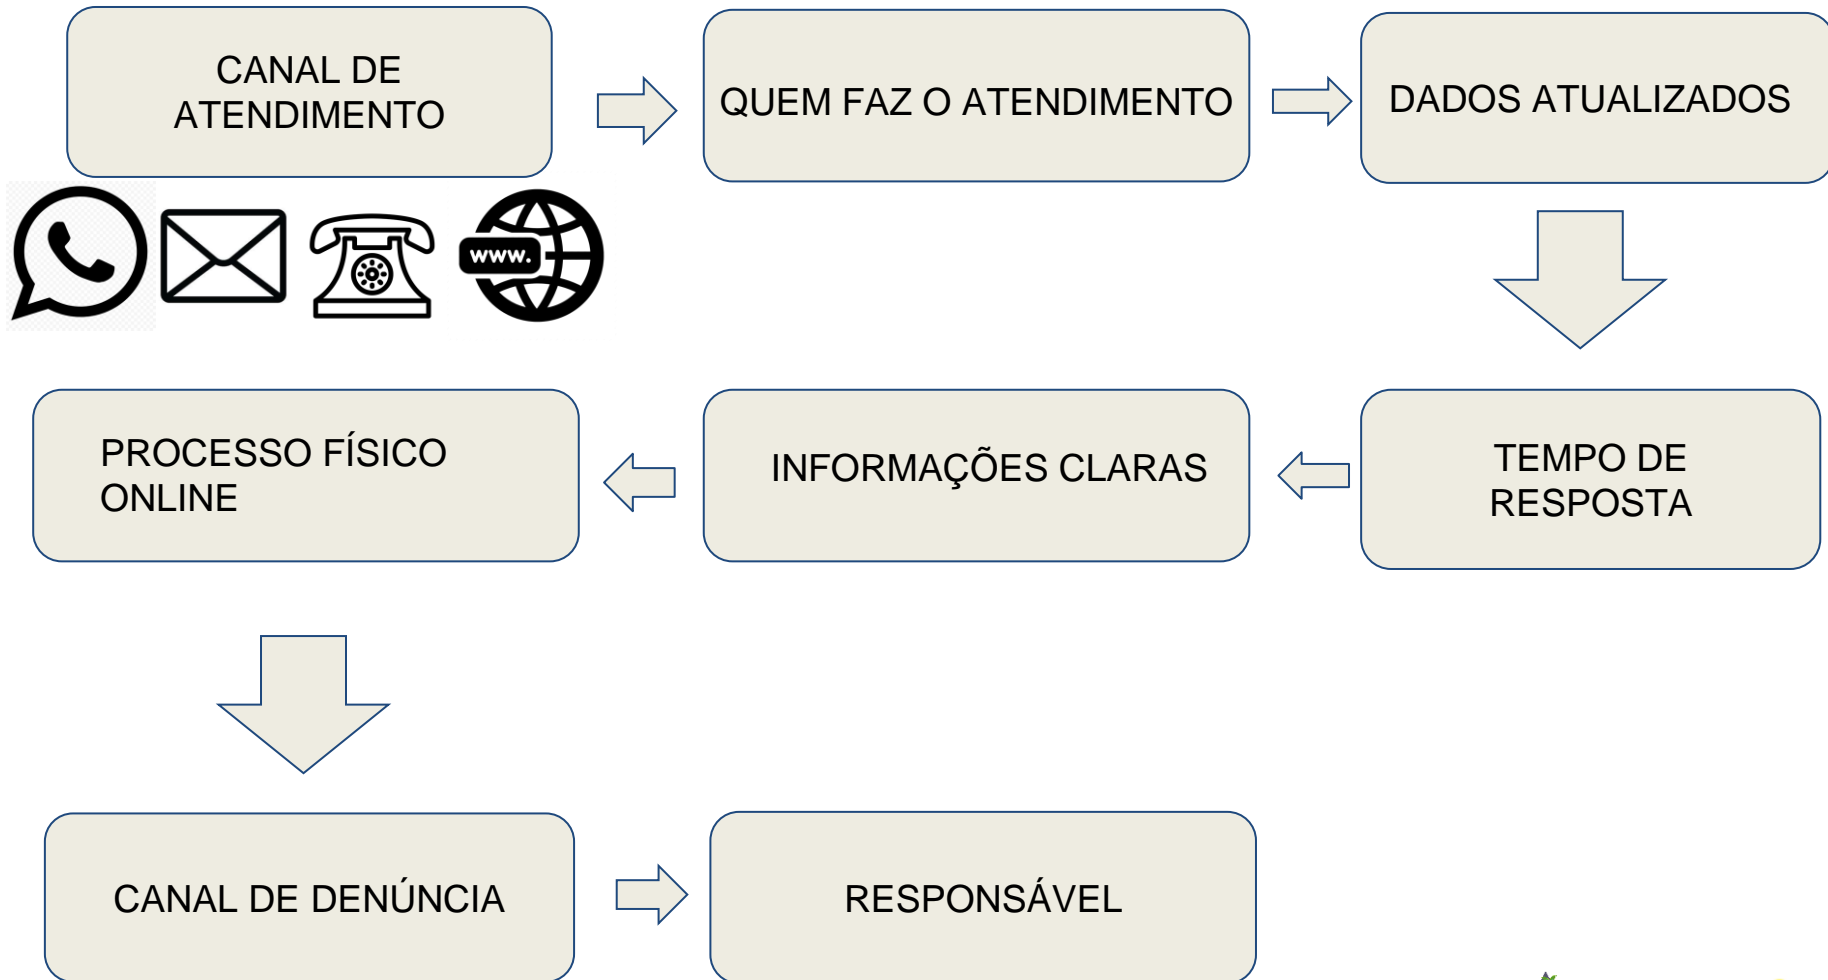 CANAL DE
ATENDIMENTO
QUEM FAZ O ATENDIMENTO
DADOS ATUALIZADOS
www.
TEMPO DE
RESPOSTA
INFORMAÇÕES CLARAS
PROCESSO FÍSICO
ONLINE
CANAL DE DENÚNCIA
RESPONSÁVEL